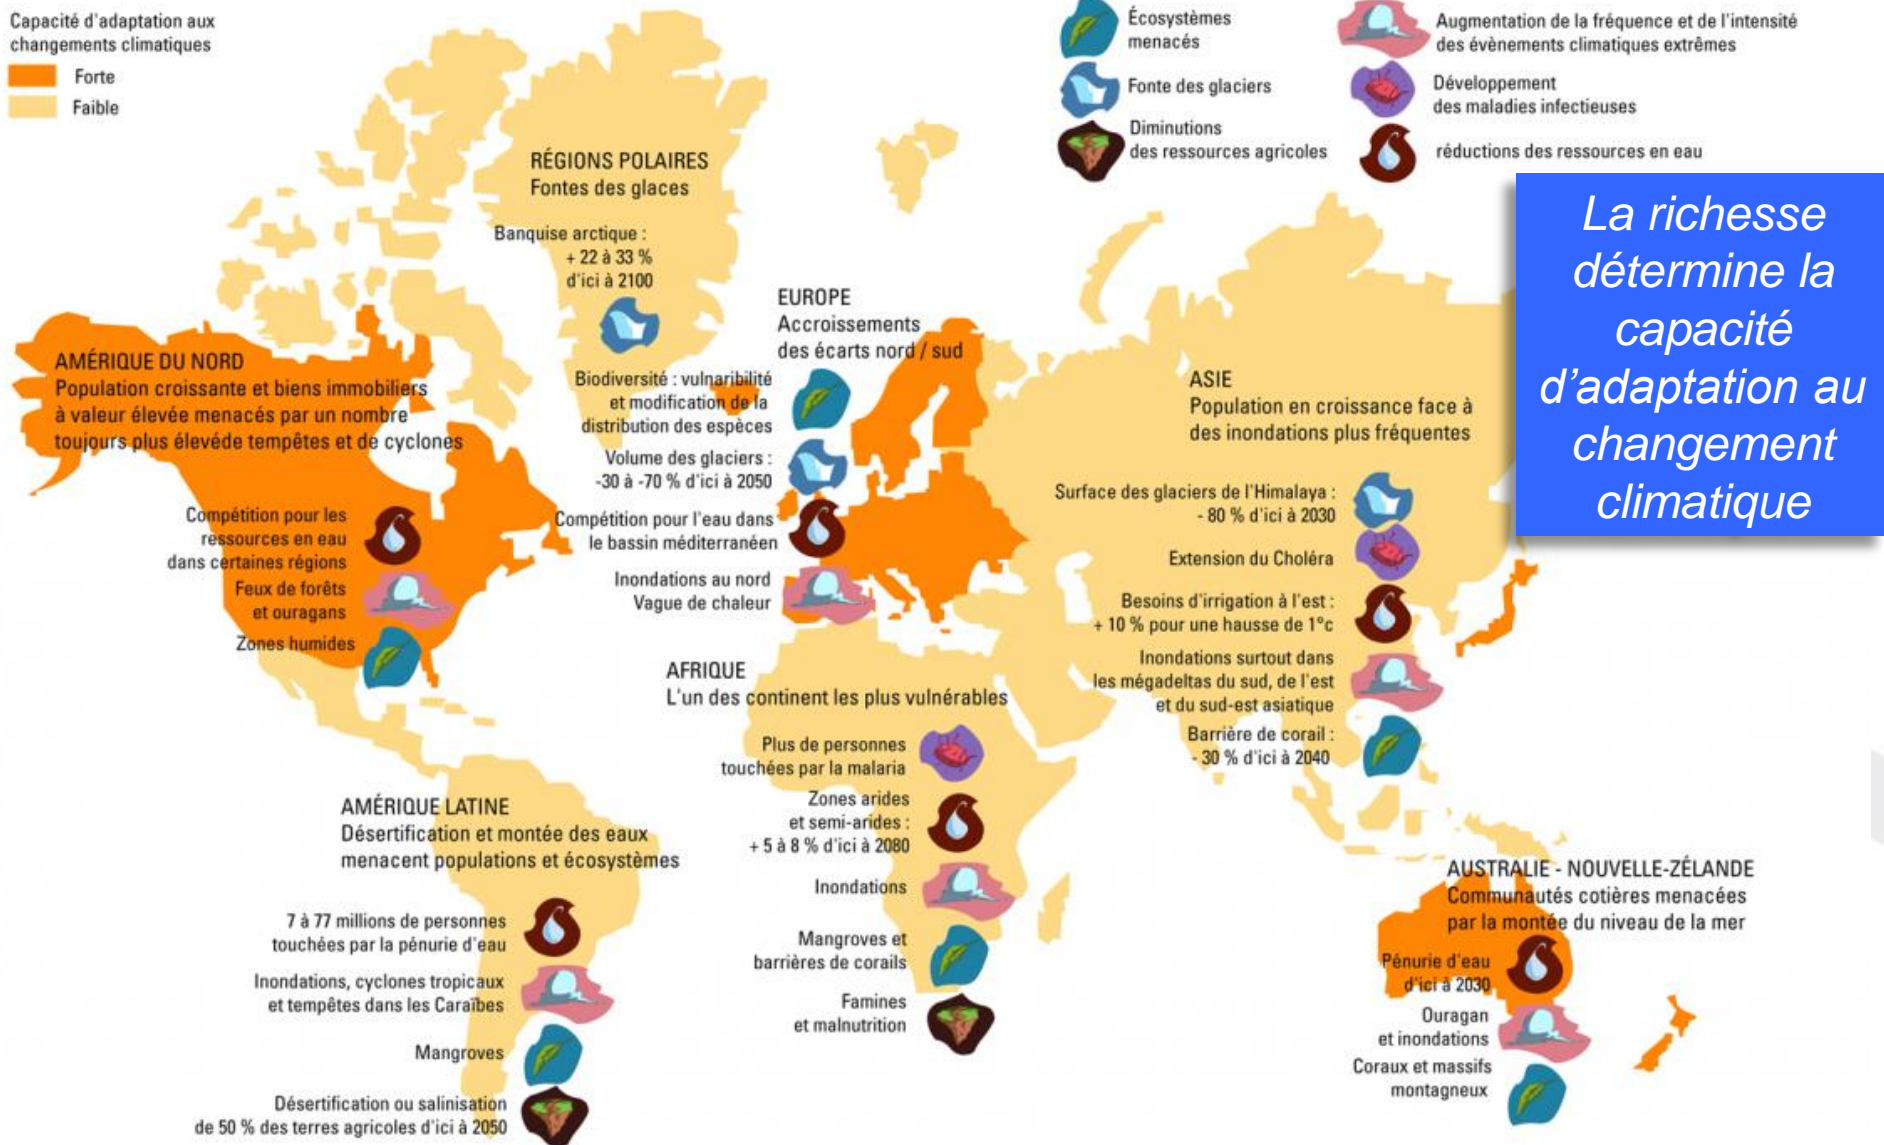 Capacité d'adaptation aux
changements climatiques
Forte
Faible
Écosystèmes
menacés
Fonte des glaciers
Diminutions
des ressources agricoles
Augmentation de la fréquence et de l'intensité
des évènements climatiques extrêmes
Développement
des maladies infectieuses
réductions des ressources en eau
La richesse
détermine la
capacité
d’adaptation au
changement
climatique
RÉGIONS POLAIRES
Fontes des glaces
Banquise arctique :
+ 22 à 33 %
d'ici à 2100
AMÉRIQUE DU NORD
Population croissante et biens immobiliers
à valeur élevée menacés par un nombre
toujours plus élevéde tempêtes et de cyclones
Compétition pour les
ressources en eau
dans certaines régions
Feux de forêts
et ouragans
Zones humides
EUROPE
Accroissements
des écarts nord / sud
Biodiversité : vulnaribilité
et modification de la
distribution des espèces
Volume des glaciers :
-30 à -70 % d'ici à 2050
Compétition pour l'eau dans
le bassin méditerranéen
Inondations au nord
Vague de chaleur
ASIE
Population en croissance face à
des inondations plus fréquentes
Surface des glaciers de l'Himalaya :
- 80 % d'ici à 2030
Extension du Choléra
Besoins d'irrigation à l'est :
+ 10 % pour une hausse de 1°c
Inondations surtout dans
les mégadeltas du sud, de l'est
et du sud-est asiatique
Barrière de corail :
- 30 % d'ici à 2040
AFRIQUE
L'un des continent les plus vulnérables
Plus de personnes
touchées par la malaria
Zones arides
et semi-arides :
+ 5 à 8 % d'ici à 2080
Inondations
Mangroves et
barrières de corails
Famines
et malnutrition
AMÉRIQUE LATINE
Désertification et montée des eaux
menacent populations et écosystèmes
7 à 77 millions de personnes
touchées par la pénurie d'eau
Inondations, cyclones tropicaux
et tempêtes dans les Caraïbes
Mangroves
Désertification ou salinisation
de 50 % des terres agricoles d'ici à 2050
AUSTRALIE - NOUVELLE-ZÉLANDE
Communautés cotières menacées
par la montée du niveau de la mer
Pénurie d'eau
d'ici à 2030
Ouragan
et inondations
Coraux et massifs
montagneux